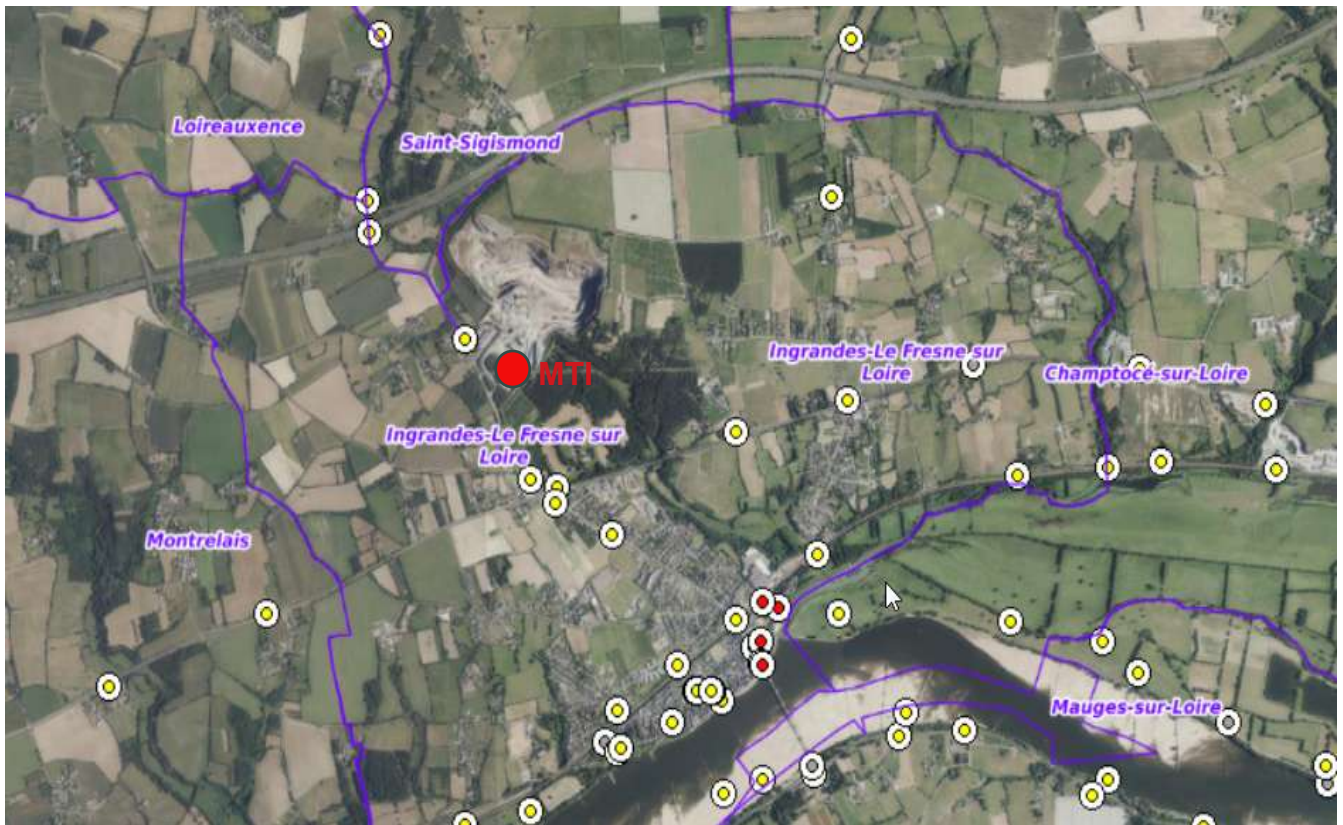 Loireauxence
Saint-Sigismond
MTI
Ingrandes-Le Fresne sur
Loire
Champtocé-sur-Loire
Ingrandes-Le Fresne sur
Loire
Montrelais
Mauges-sur-Loire